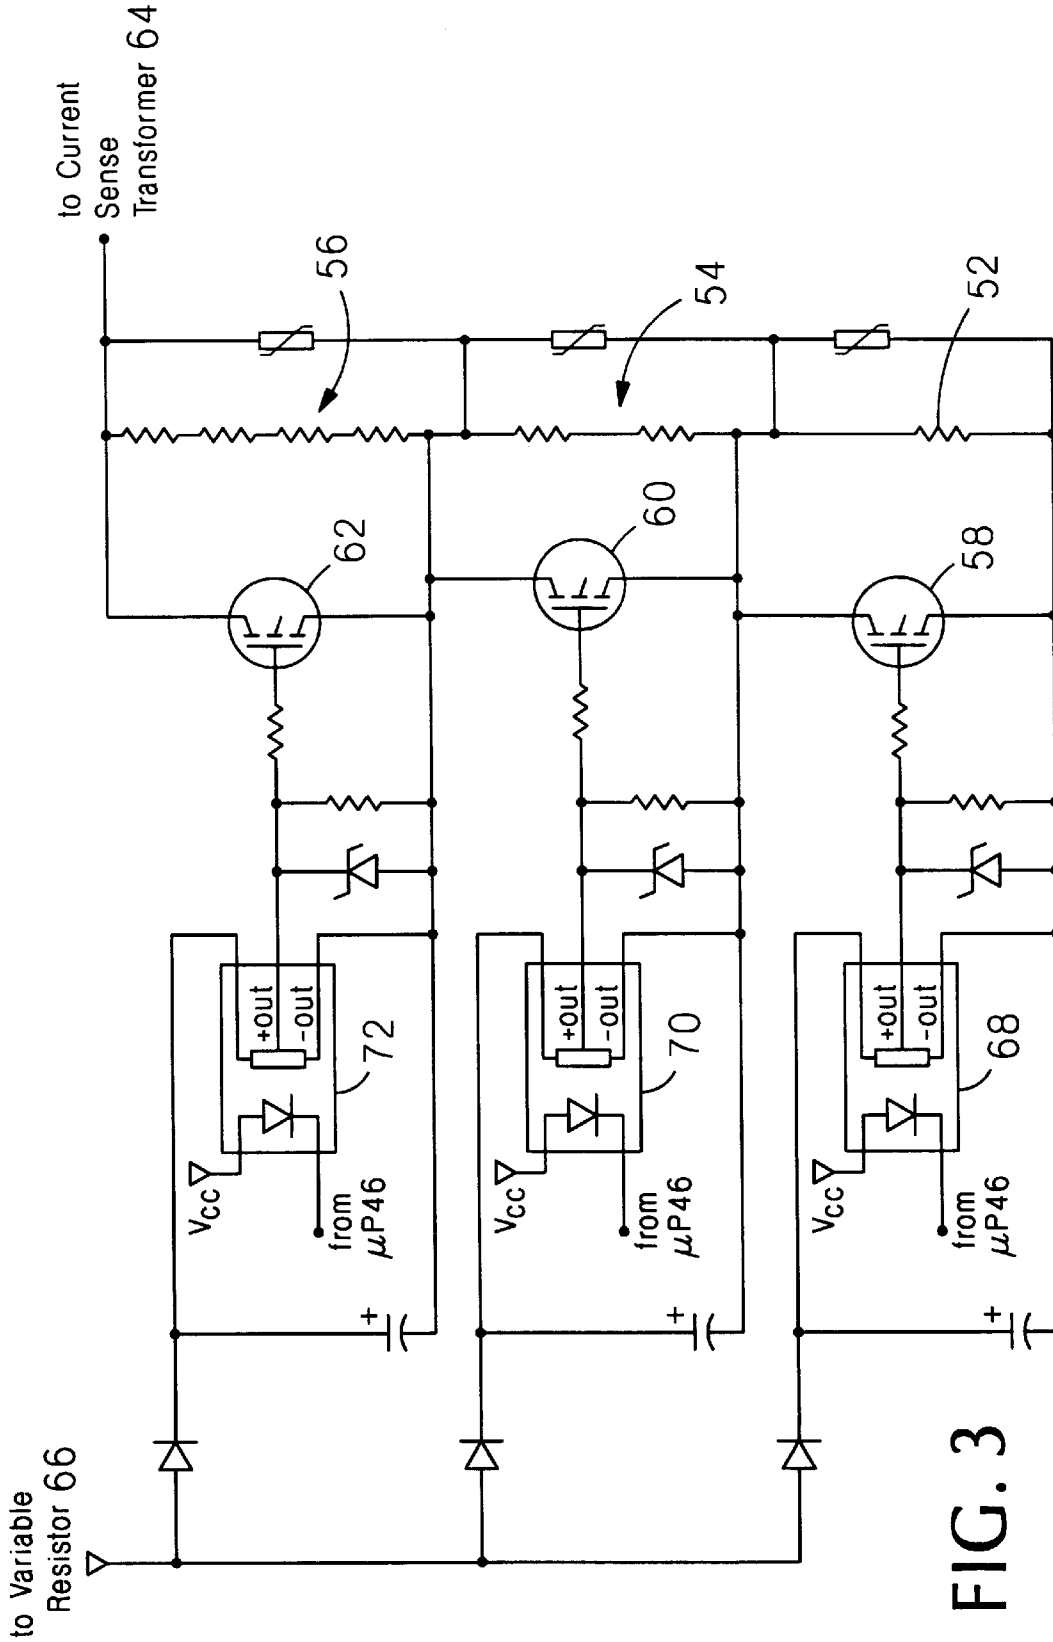 to Current
Sense
Transformer 64
56
54
52
62
60
58
+out
-out
72
+out
-out
70
+out
-out
68
Vcc
from
μP46
Vcc
from
μP46
Vcc
from
μP46
to Variable
Resistor 66
FIG. 3